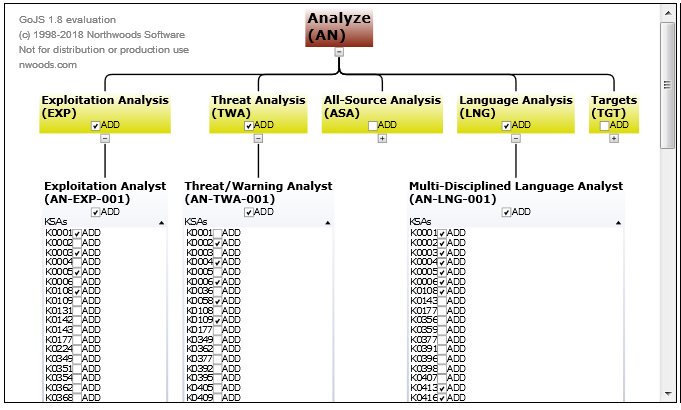 GoJS 1.8 evaluation
(c) 1998-2018 Northwoods Software
Not for distribution or production use
nwoods.com
Analyze
(AN)
Exploitation Analysis
(EXP)
ADD
Threat Analysis
(TWA)
ADD
All-Source Analysis
(ASA)
ADD
Language Analysis
(LNG)
ADD
Targets
(TGT)
ADD
Exploitation Analyst
(AN-EXP-001)
ADD
KSAs
K0001 ADD
K0002 ADD
K0003 ADD
K0004 ADD
K0005 ADD
K0006 ADD
K0108 ADD
K0109 ADD
K0131 ADD
K0142 ADD
K0143 ADD
K0177 ADD
K0224 ADD
K0349 ADD
K0351 ADD
K0354 ADD
K0362 ADD
K0368 ADD
Threat/Warning Analyst
(AN-TWA-001)
ADD
KSAs
K0001 ADD
K0002 ADD
K0003 ADD
K0004 ADD
K0005 ADD
K0006 ADD
K0036 ADD
K0058 ADD
K0108 ADD
K0109 ADD
K0177 ADD
K0349 ADD
K0362 ADD
K0377 ADD
K0392 ADD
K0395 ADD
K0405 ADD
K0409 ADD
Multi-Disciplined Language Analyst
(AN-LNG-001)
ADD
KSAs
K0001 ADD
K0002 ADD
K0003 ADD
K0004 ADD
K0005 ADD
K0006 ADD
K0108 ADD
K0143 ADD
K0177 ADD
K0356 ADD
K0359 ADD
K0377 ADD
K0391 ADD
K0396 ADD
K0398 ADD
K0407 ADD
K0413 ADD
K0416 ADD